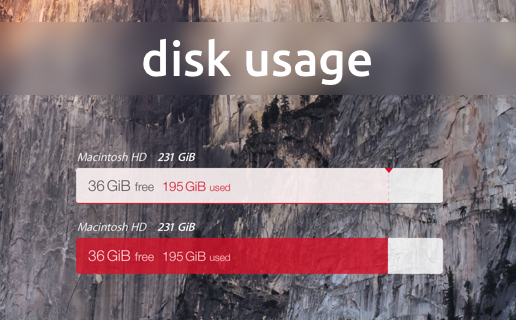 disk usage
Macintosh HD 231 GiB
36 GiB free 195 GiB used
Macintosh HD 231 GiB
36 GiB free 195 GiB used